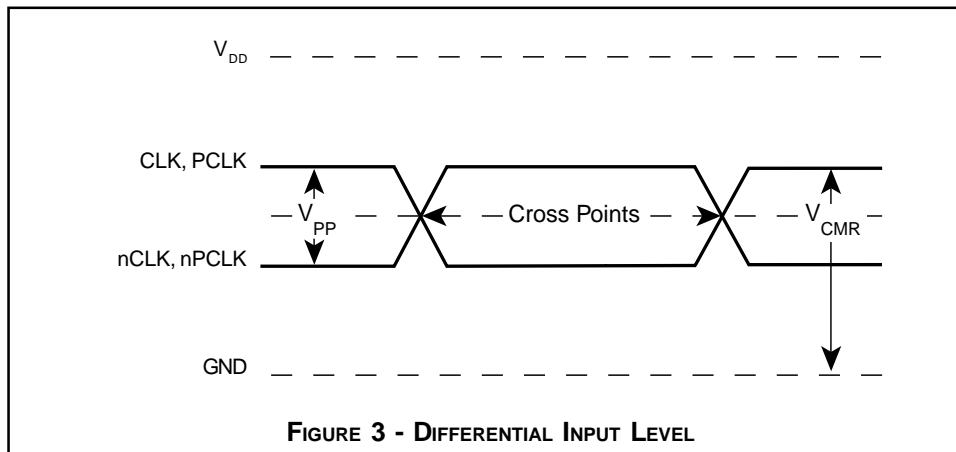 VDD
CLK, PCLK
VPP
Cross Points
VCMR
nCLK, nPCLK
GND
FIGURE 3 - DIFFERENTIAL INPUT LEVEL